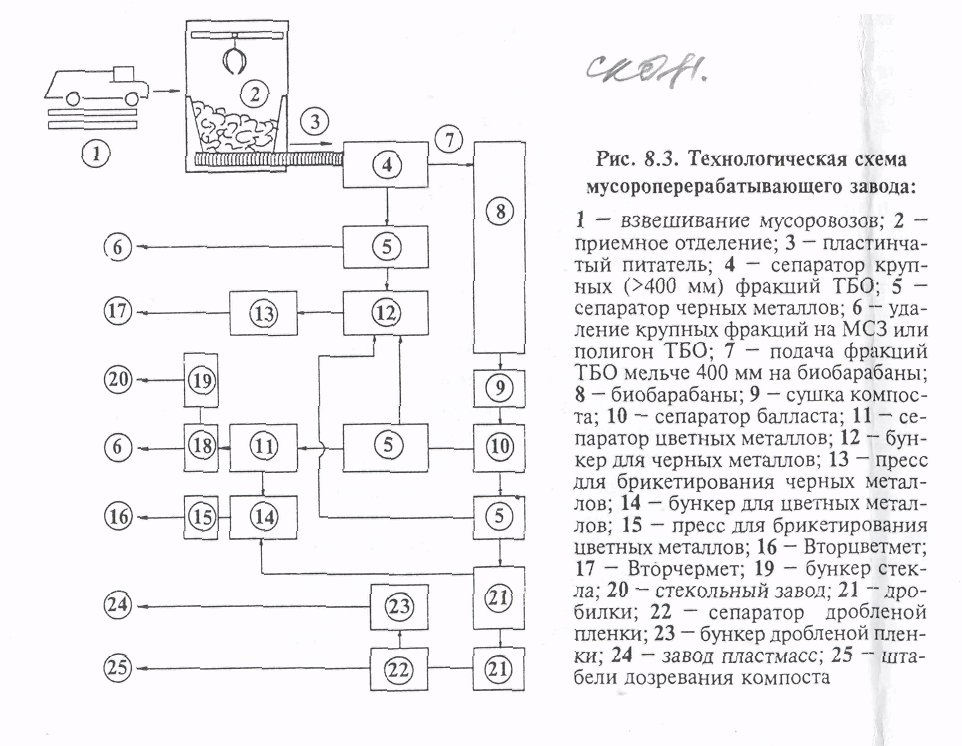 2
3
7
1
4
8
6
5
17
13
12
20
19
9
6
18
11
5
10
16
15
14
5
24
23
21
25
22
21
Рис. 8.3. Технологическая схема
мусороперерабатывающего завода:
1 — взвешивание мусоровозов; 2 —
приемное отделение; 3 — пластинча-
тый питатель; 4 — сепаратор круп-
ных (>400 мм) фракций ТБО; 5 —
сепаратор черных металлов; 6 — уда-
ление крупных фракций на МСЗ или
полигон ТБО; 7 — подача фракций
ТБО мельче 400 мм на биобарабаны;
8 — биобарабаны; 9 — сушка компос-
та; 10 — сепаратор балласта; 11 — се-
паратор цветных металлов; 12 — бун-
кер для черных металлов; 13 — пресс
для брикетирования черных метал-
лов; 14 — бункер для цветных метал-
лов; 15 — пресс для брикетирования
цветных металлов; 16 — Вторцветмет;
17 — Вторчермет; 19 — бункер стек-
ла; 20 — стекольный завод; 21 — дро-
билки; 22 — сепаратор дробленой
пленки; 23 — бункер дробленой плен-
ки; 24 — завод пластмасс; 25 — шта-
бели дозревания компоста